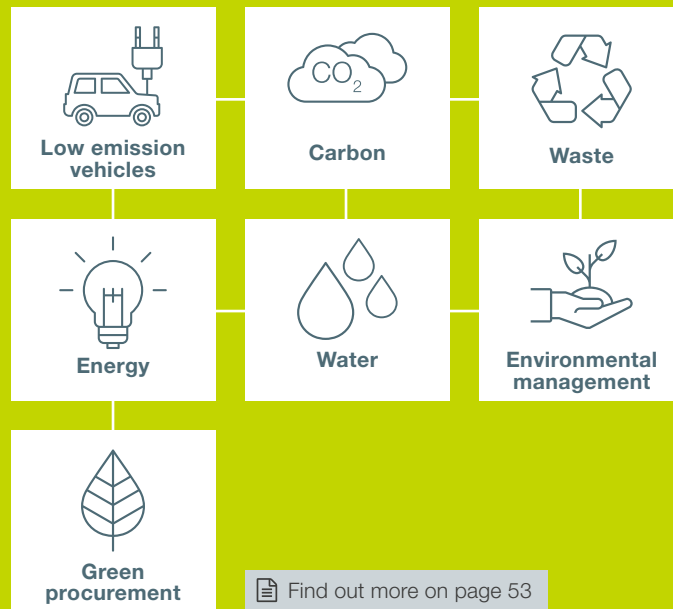 CO2
Low emission
vehicles
Carbon
Waste
Energy
Water
Environmental
management
Green
procurement
Find out more on page 53